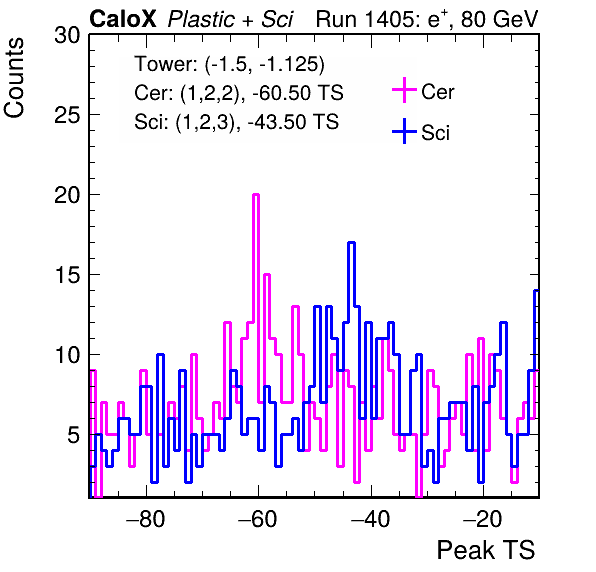 CaloX Plastic + Sci Run 1405: e+, 80 GeV
Counts
30
25
20
15
10
5
Tower: (-1.5, -1.125)
Cer: (1,2,2), -60.50 TS
Sci: (1,2,3), -43.50 TS
Cer
Sci
−80 −60 −40 −20
Peak TS